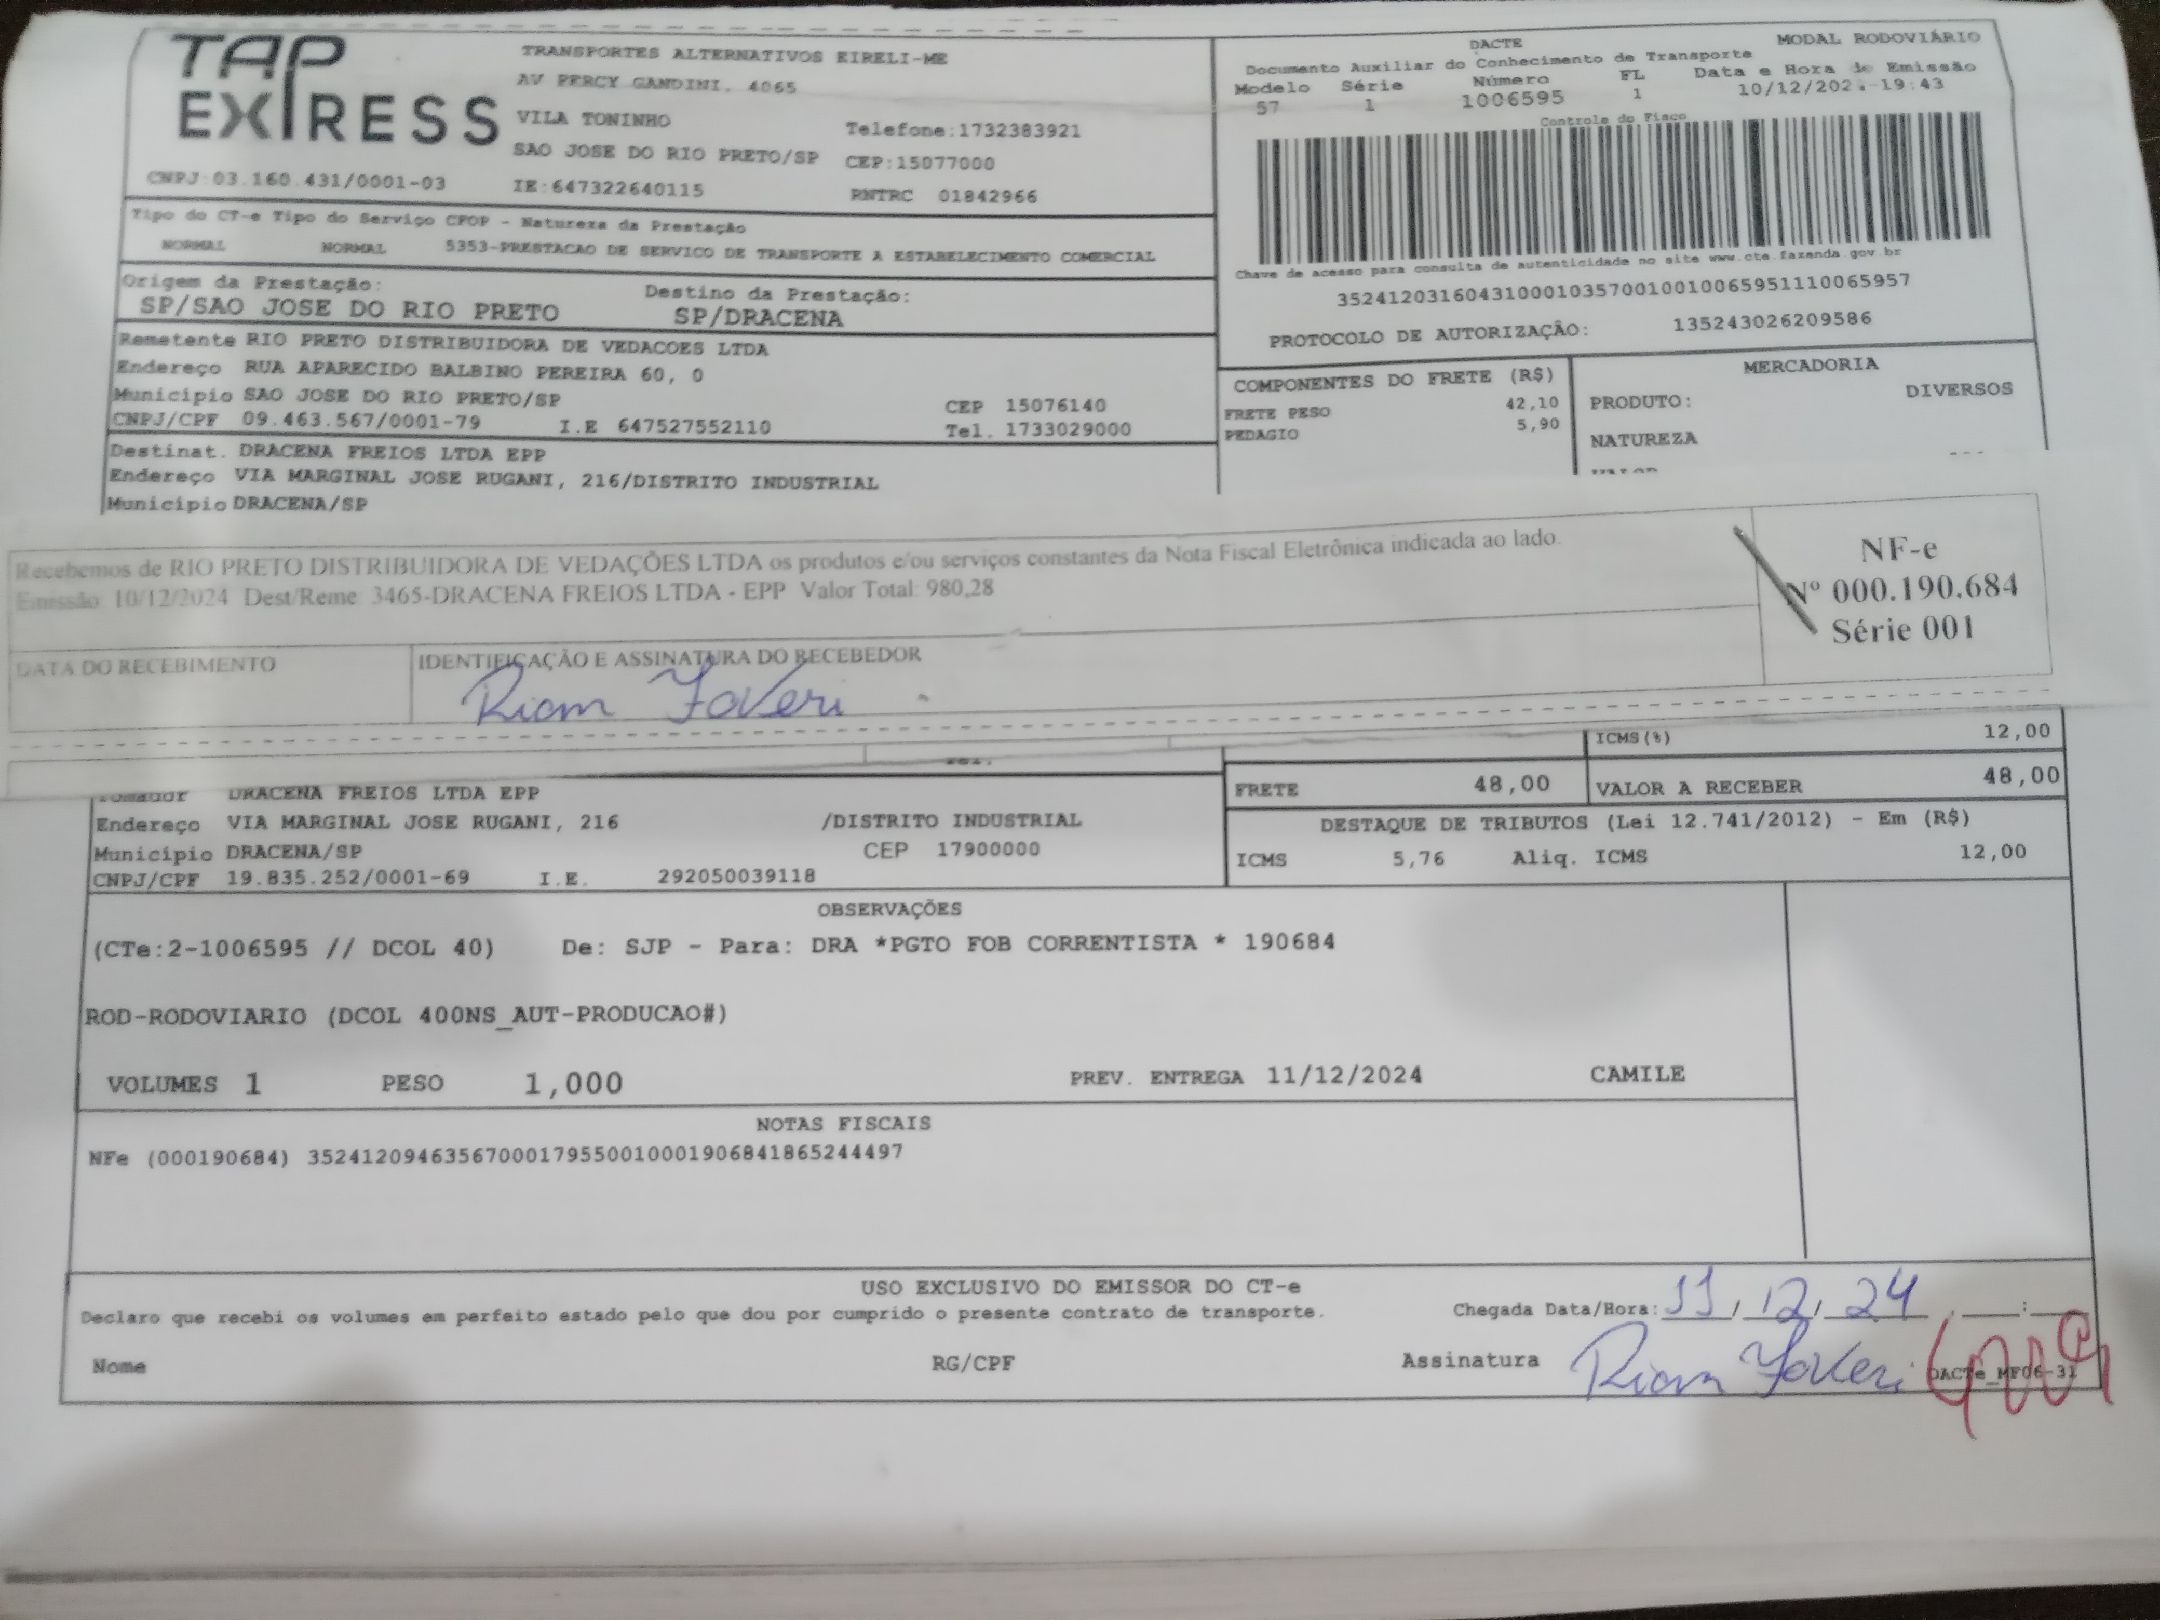 TAP EXPRESS
TRANSPORTES ALTERNATIVOS EIRELI-ME
AV PERCY GANDINI, 4065
VILA TONINHO
Telefone:1732383921
SAO JOSE DO RIO PRETO/SP CEP:15077000
CNPJ:03.160.431/0001-03 IE:647322640115 RNTRC 01842966
DACTE MODAL RODOVIÁRIO
Documento Auxiliar do Conhecimento de Transporte
Modelo Série Número FL Data e Hora de Emissão
57 1 1006595 1 10/12/202 19:43
Controle do Fisco
Chave de acesso para consulta de autenticidade no site www.cte.fazenda.gov.br
35241203160431000103570010010065951110065957
PROTOCOLO DE AUTORIZAÇÃO: 135243026209586
Tipo do CT-e Tipo do Serviço CFOP - Natureza da Prestação
NORMAL NORMAL 5353-PRESTACAO DE SERVICO DE TRANSPORTE A ESTABELECIMENTO COMERCIAL
Origem da Prestação: Destino da Prestação:
SP/SAO JOSE DO RIO PRETO SP/DRACENA
Remetente RIO PRETO DISTRIBUIDORA DE VEDACOES LTDA
Endereço RUA APARECIDO BALBINO PEREIRA 60, 0
Município SAO JOSE DO RIO PRETO/SP CEP 15076140
CNPJ/CPF 09.463.567/0001-79 I.E 647527552110 Tel. 1733029000
COMPONENTES DO FRETE (R$)
FRETE PESO 42,10
PEDAGIO 5,90
MERCADORIA
PRODUTO: DIVERSOS
NATUREZA
Destinat. DRACENA FREIOS LTDA EPP
Endereço VIA MARGINAL JOSE RUGANI, 216/DISTRITO INDUSTRIAL
Município DRACENA/SP
Recebemos de RIO PRETO DISTRIBUIDORA DE VEDAÇÕES LTDA os produtos e/ou serviços constantes da Nota Fiscal Eletrônica indicada ao lado.
Emissão: 10/12/2024 Dest/Reme: 3465-DRACENA FREIOS LTDA - EPP Valor Total: 980,28
NF-e
Nº 000.190.684
Série 001
DATA DO RECEBIMENTO IDENTIFICAÇÃO E ASSINATURA DO RECEBEDOR
ICMS(%) 12,00
FRETE 48,00 VALOR A RECEBER 48,00
Tomador DRACENA FREIOS LTDA EPP
Endereço VIA MARGINAL JOSE RUGANI, 216 /DISTRITO INDUSTRIAL
Município DRACENA/SP CEP 17900000
CNPJ/CPF 19.835.252/0001-69 I.E. 292050039118
DESTAQUE DE TRIBUTOS (Lei 12.741/2012) - Em (R$)
ICMS 5,76 Aliq. ICMS 12,00
OBSERVAÇÕES
(CTe:2-1006595 // DCOL 40) De: SJP - Para: DRA *PGTO FOB CORRENTISTA * 190684
ROD-RODOVIARIO (DCOL 400NS_AUT-PRODUCAO#)
VOLUMES 1 PESO 1,000 PREV. ENTREGA 11/12/2024 CAMILE
NOTAS FISCAIS
NFe (000190684) 35241209463567000179550010001906841865244497
USO EXCLUSIVO DO EMISSOR DO CT-e
Declaro que recebi os volumes em perfeito estado pelo que dou por cumprido o presente contrato de transporte. Chegada Data/Hora: 11/12/24
Nome RG/CPF Assinatura
DACTe_MF06-31